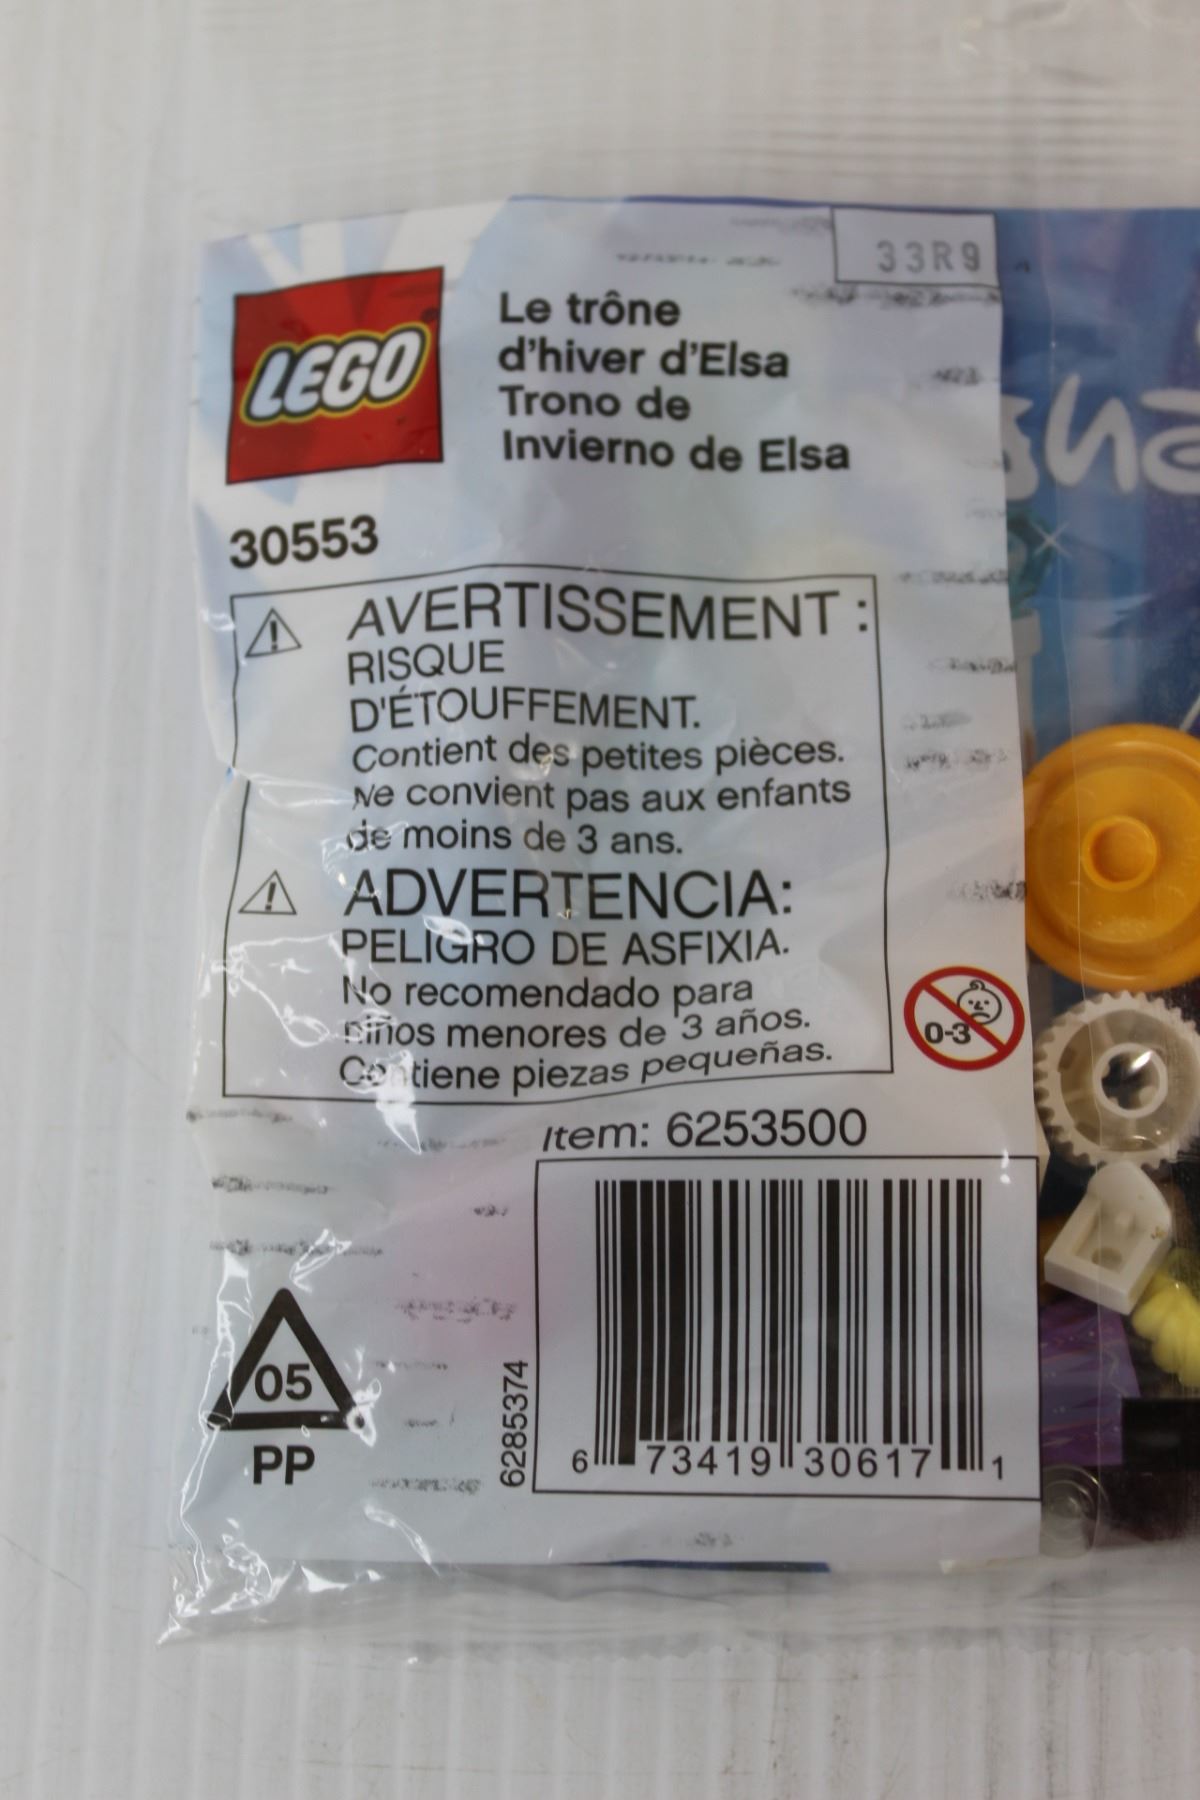 33R9
LEGO
Le trône
d'hiver d'Elsa
Trono de
Invierno de Elsa
30553
AVERTISSEMENT :
RISQUE
D'ÉTOUFFEMENT.
Contient des petites pièces.
Ne convient pas aux enfants
de moins de 3 ans.
ADVERTENCIA:
PELIGRO DE ASFIXIA.
No recomendado para
niños menores de 3 años.
Contiene piezas pequeñas.
0-3
Item: 6253500
05
PP
6285374
6 73419 30617 1